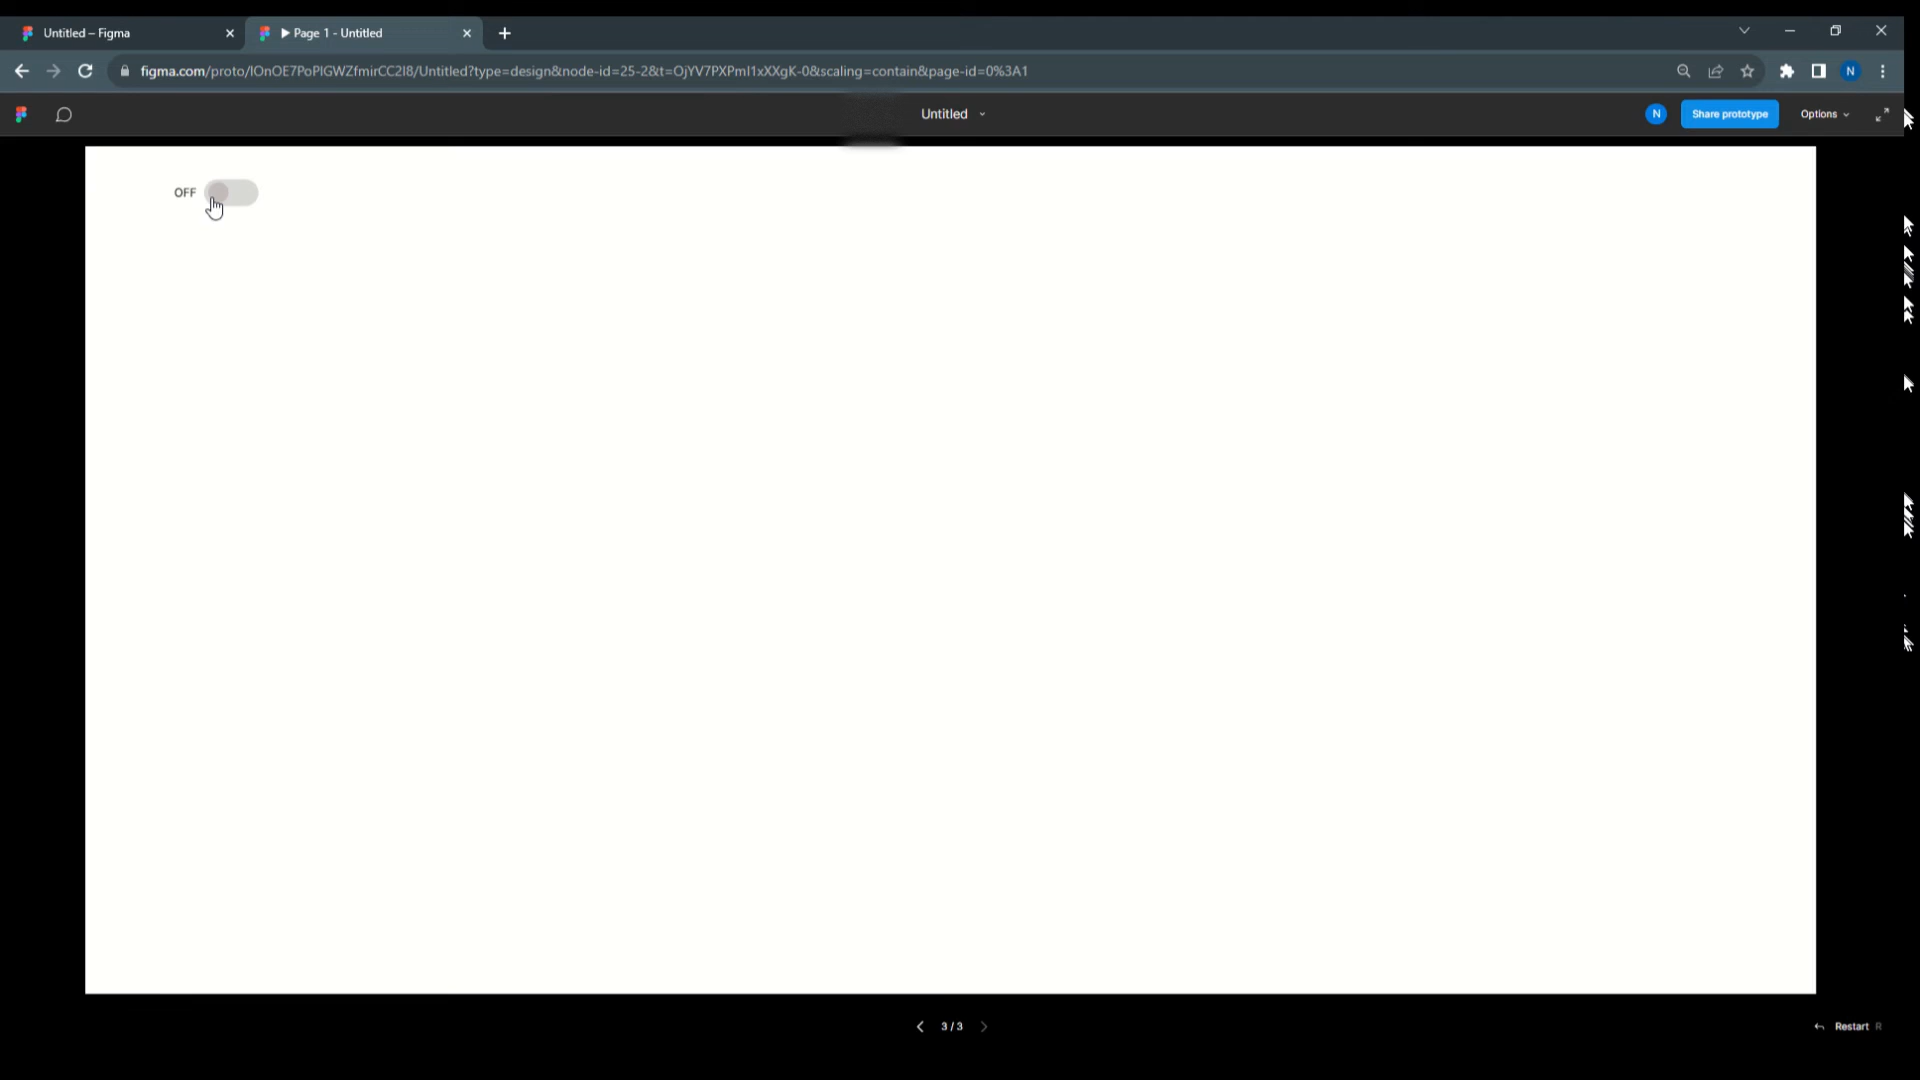 Untitled – Figma
Page 1 - Untitled
figma.com/proto/lOnOE7PoPlGWZfmirCC2I8/Untitled?type=design&node-id=25-2&t=OjYV7PXPmI1xXXgK-0&scaling=contain&page-id=0%3A1
N
Untitled
N
Share prototype
Options
OFF
3 / 3
Restart R